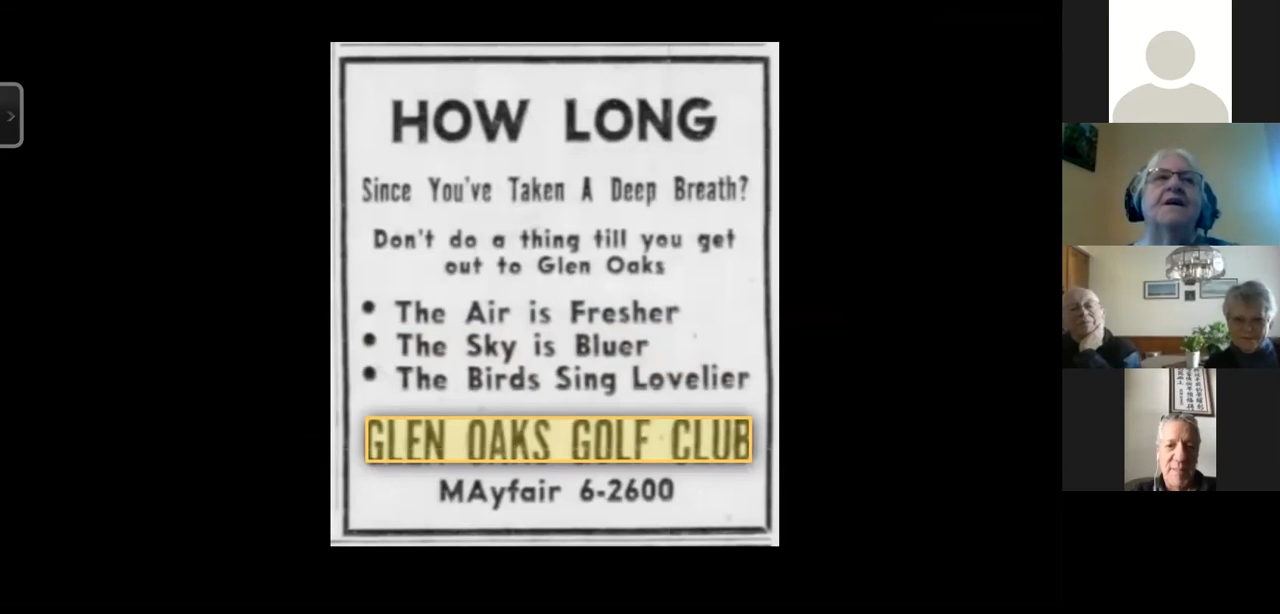 HOW LONG
Since You've Taken A Deep Breath?
Don't do a thing till you get
out to Glen Oaks
• The Air is Fresher
• The Sky is Bluer
• The Birds Sing Lovelier
GLEN OAKS GOLF CLUB
MAyfair 6-2600